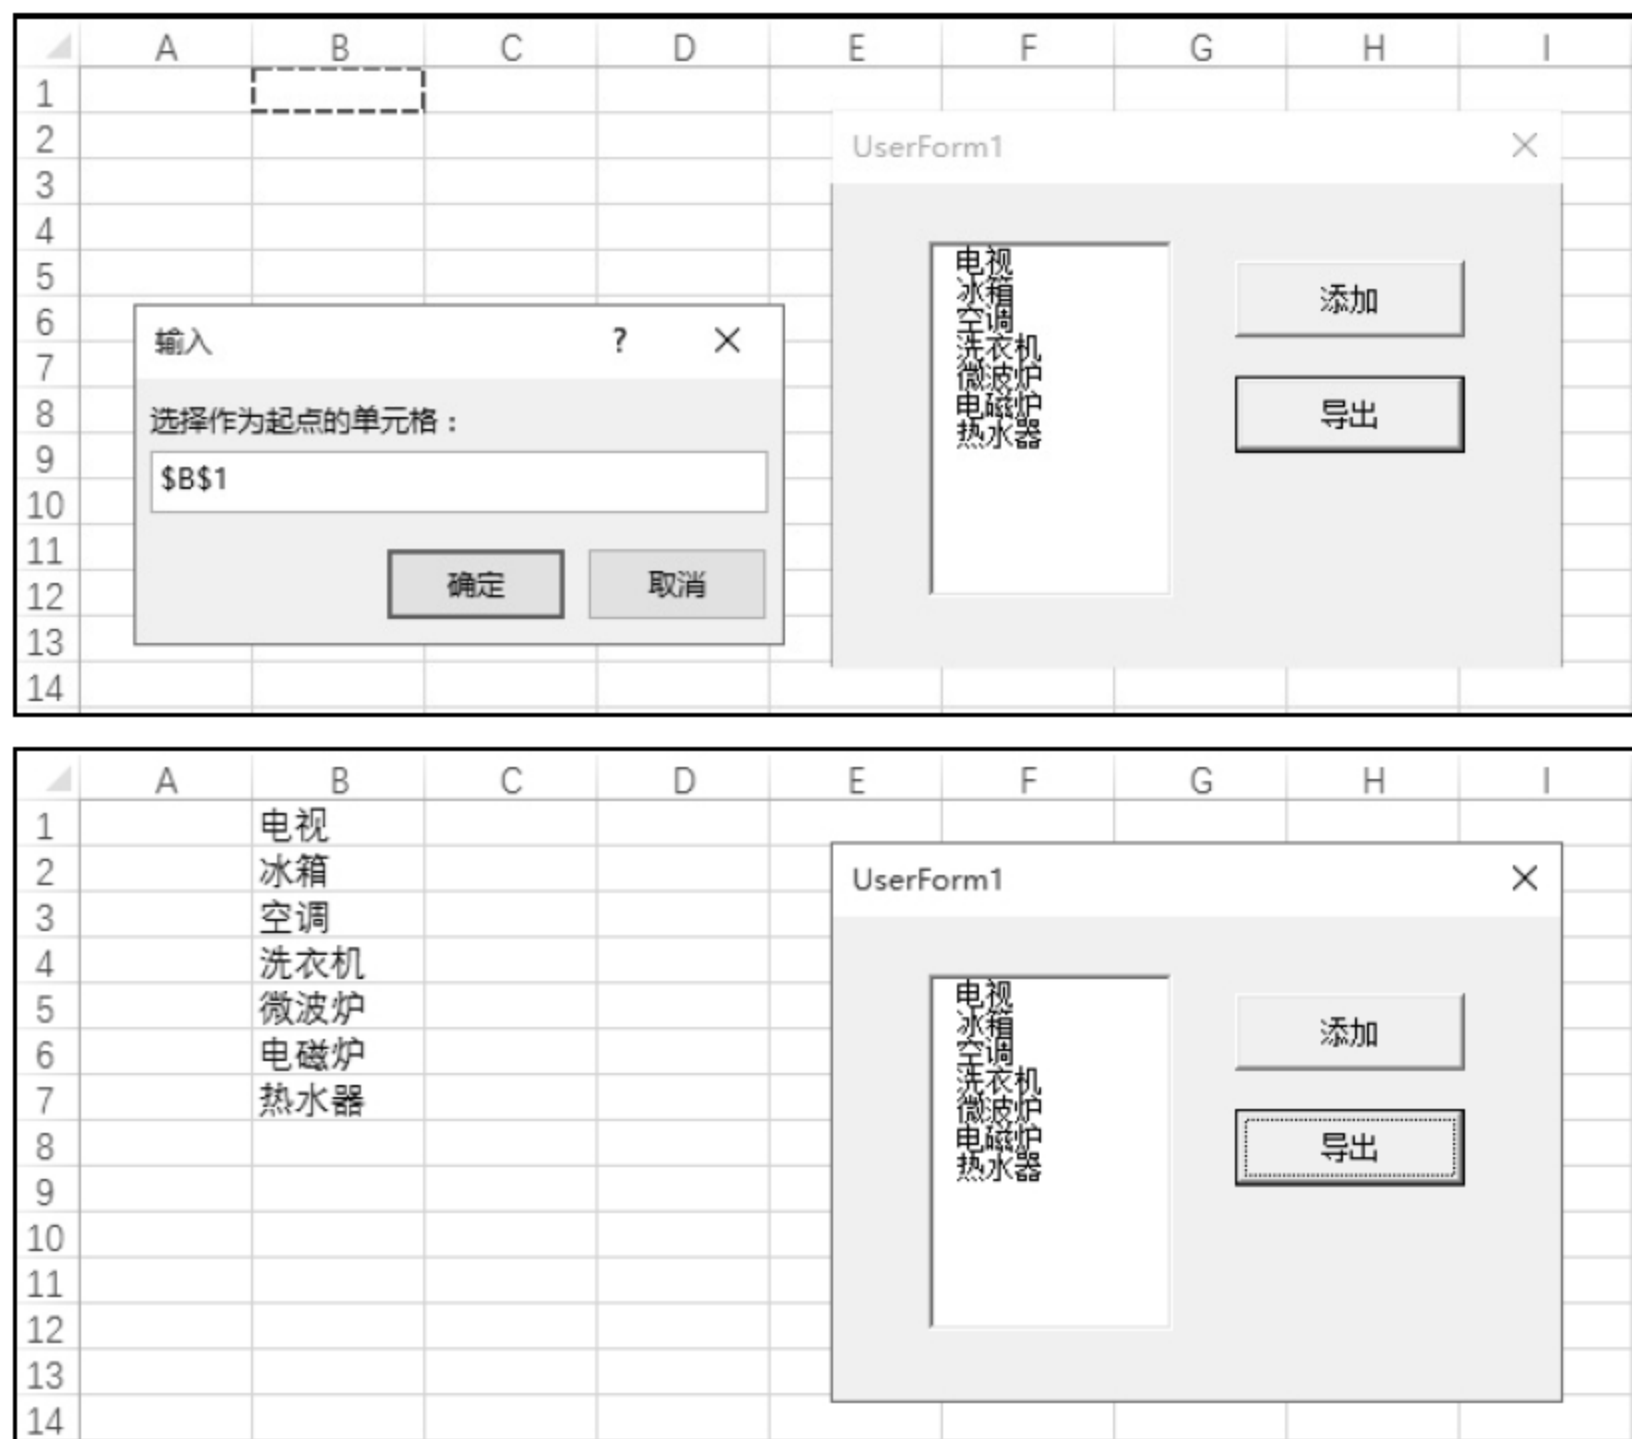 A B C D E F G H I
1
2
UserForm1
3
4
电视
5
冰箱
添加
6
空调
输入 ?
洗衣机
7
微波炉
8
选择作为起点的单元格：
电磁炉
导出
9
热水器
$B$1
10
11
12
确定 取消
13
14
A B C D E F G H I
1 电视
2 冰箱
UserForm1
3 空调
4 洗衣机
5 微波炉
电视
冰箱
添加
6 电磁炉
空调
洗衣机
7 热水器
微波炉
8
电磁炉
导出
热水器
9
10
11
12
13
14